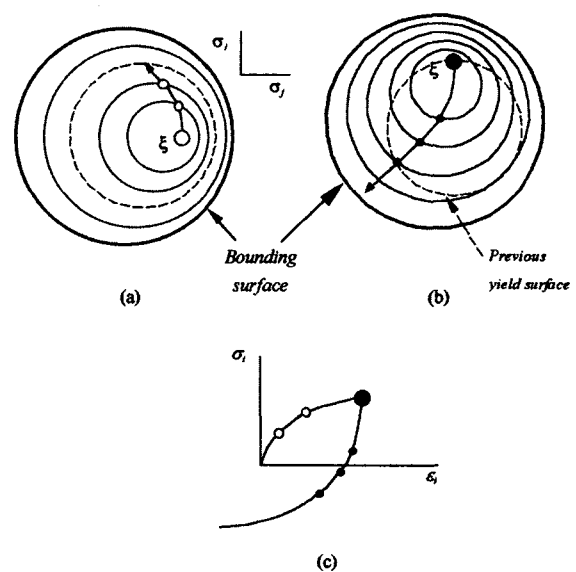 σi
σj
ξ
ξ
Bounding
surface
Previous
yield surface
(a)
(b)
σi
εi
(c)